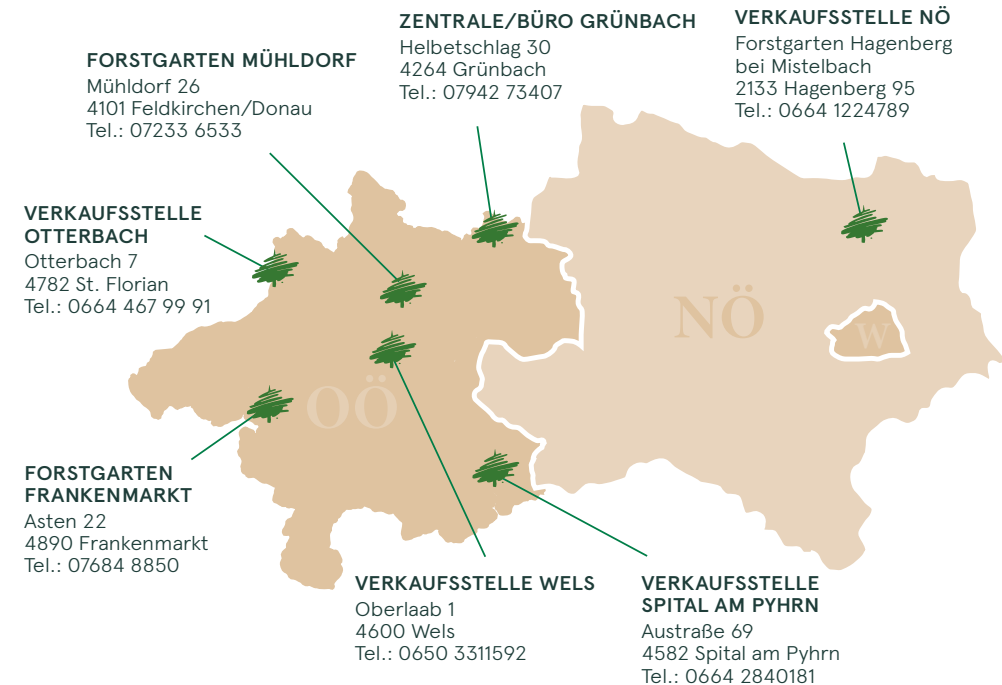 ZENTRALE/BÜRO GRÜNBACH
Helbetschlag 30
4264 Grünbach
Tel.: 07942 73407
VERKAUFSSTELLE NÖ
Forstgarten Hagenberg
bei Mistelbach
2133 Hagenberg 95
Tel.: 0664 1224789
FORSTGARTEN MÜHLDORF
Mühldorf 26
4101 Feldkirchen/Donau
Tel.: 07233 6533
VERKAUFSSTELLE
OTTERBACH
Otterbach 7
4782 St. Florian
Tel.: 0664 467 99 91
NÖ
W
OÖ
FORSTGARTEN
FRANKENMARKT
Asten 22
4890 Frankenmarkt
Tel.: 07684 8850
VERKAUFSSTELLE WELS
Oberlaab 1
4600 Wels
Tel.: 0650 3311592
VERKAUFSSTELLE
SPITAL AM PYHRN
Austraße 69
4582 Spital am Pyhrn
Tel.: 0664 2840181